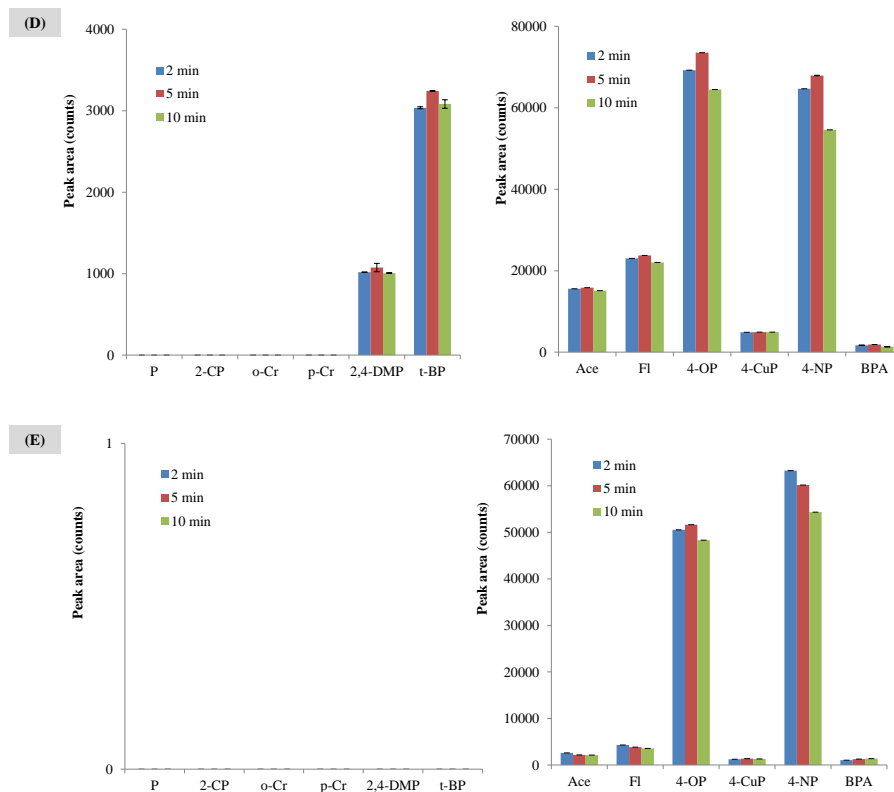 (D)
Peak area (counts)
4000
3000
2000
1000
0
2 min
5 min
10 min
P 2-CP o-Cr p-Cr 2,4-DMP t-BP
Peak area (counts)
80000
60000
40000
20000
0
2 min
5 min
10 min
Ace Fl 4-OP 4-CuP 4-NP BPA
(E)
Peak area (counts)
1
0
2 min
5 min
10 min
P 2-CP o-Cr p-Cr 2,4-DMP t-BP
Peak area (counts)
70000
60000
50000
40000
30000
20000
10000
0
2 min
5 min
10 min
Ace Fl 4-OP 4-CuP 4-NP BPA